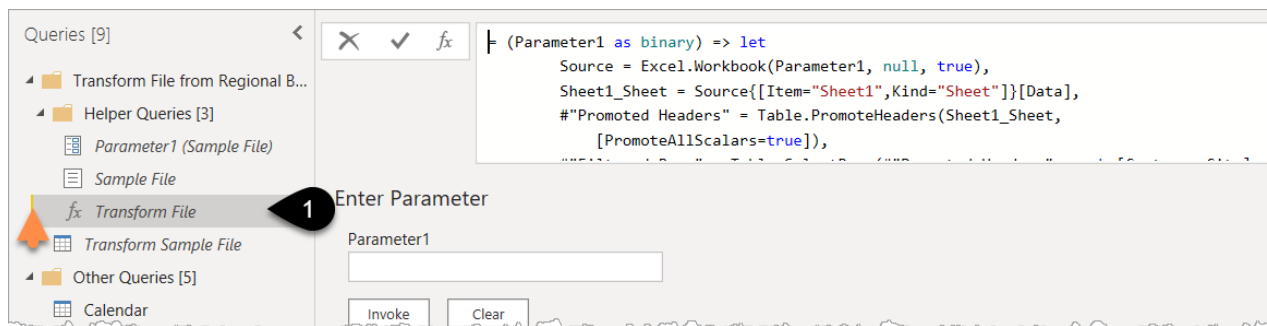 Queries [9]
Transform File from Regional B...
Helper Queries [3]
Parameter1 (Sample File)
Sample File
fx Transform File
Transform Sample File
Other Queries [5]
Calendar
fx
= (Parameter1 as binary) => let
Source = Excel.Workbook(Parameter1, null, true),
Sheet1_Sheet = Source{[Item="Sheet1",Kind="Sheet"]}[Data],
#"Promoted Headers" = Table.PromoteHeaders(Sheet1_Sheet,
[PromoteAllScalars=true]),
1
Enter Parameter
Parameter1
Invoke
Clear